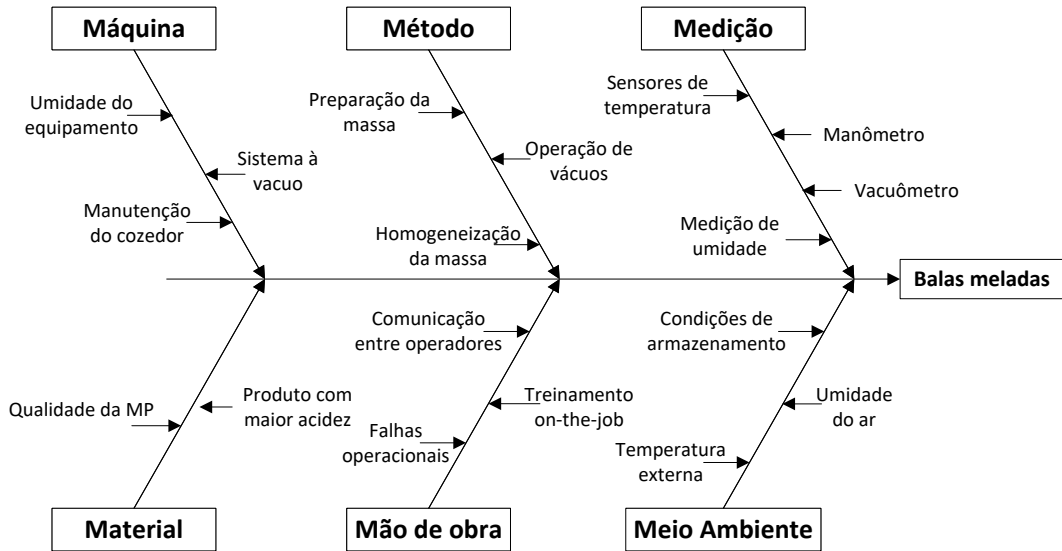 Máquina
Método
Medição
Umidade do
equipamento
Sistema à
vacuo
Manutenção
do cozedor
Preparação da
massa
Operação de
vácuos
Homogeneização
da massa
Sensores de
temperatura
Manômetro
Vacuômetro
Medição de
umidade
Balas meladas
Qualidade da MP
Produto com
maior acidez
Comunicação
entre operadores
Treinamento
on-the-job
Falhas
operacionais
Condições de
armazenamento
Umidade
do ar
Temperatura
externa
Material
Mão de obra
Meio Ambiente